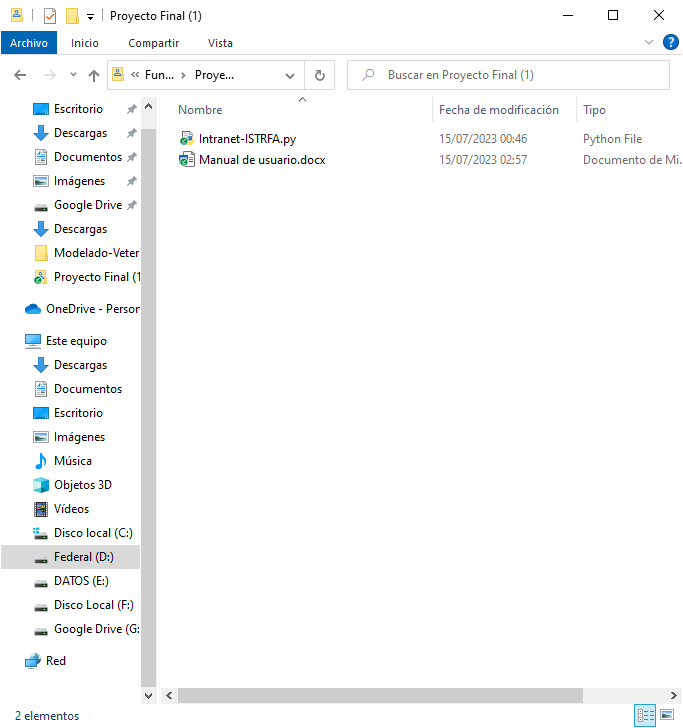 Proyecto Final (1)
Archivo Inicio Compartir Vista
« Fun... › Proye... Buscar en Proyecto Final (1)
Nombre Fecha de modificación Tipo
Intranet-ISTRFA.py 15/07/2023 00:46 Python File
Manual de usuario.docx 15/07/2023 02:57 Documento de Mi.
Escritorio
Descargas
Documentos
Imágenes
Google Drive
Descargas
Modelado-Veter
Proyecto Final (1
OneDrive - Person
Este equipo
Descargas
Documentos
Escritorio
Imágenes
Música
Objetos 3D
Vídeos
Disco local (C:)
Federal (D:)
DATOS (E:)
Disco Local (F:)
Google Drive (G:
Red
2 elementos